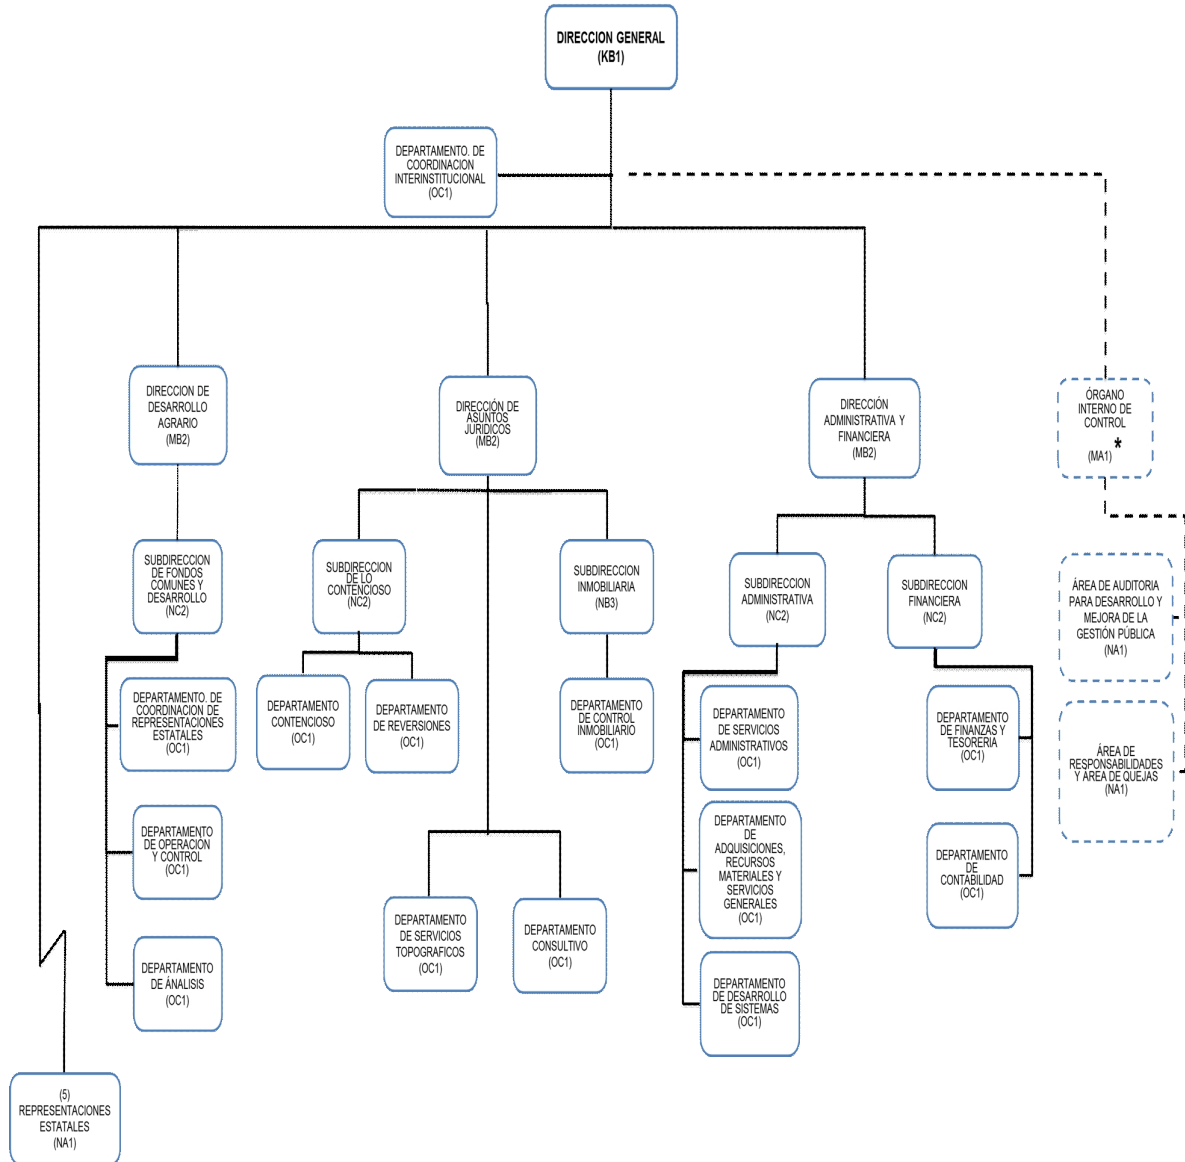 DIRECCION GENERAL
(KB1)
DEPARTAMENTO. DE
COORDINACION
INTERINSTITUCIONAL
(OC1)
DIRECCION DE
DESARROLLO
AGRARIO
(MB2)
DIRECCIÓN DE
ASUNTOS
JURIDICOS
(MB2)
DIRECCIÓN
ADMINISTRATIVA Y
FINANCIERA
(MB2)
ÓRGANO
INTERNO DE
CONTROL
(MA1) *
SUBDIRECCION
DE FONDOS
COMUNES Y
DESARROLLO
(NC2)
SUBDIRECCION
DE LO
CONTENCIOSO
(NC2)
SUBDIRECCION
INMOBILIARIA
(NB3)
SUBDIRECCION
ADMINISTRATIVA
(NC2)
SUBDIRECCION
FINANCIERA
(NC2)
ÁREA DE AUDITORIA
PARA DESARROLLO Y
MEJORA DE LA
GESTIÓN PÚBLICA
(NA1)
DEPARTAMENTO. DE
COORDINACION DE
REPRESENTACIONES
ESTATALES
(OC1)
DEPARTAMENTO
CONTENCIOSO
(OC1)
DEPARTAMENTO
DE REVERSIONES
(OC1)
DEPARTAMENTO
DE CONTROL
INMOBILIARIO
(OC1)
DEPARTAMENTO
DE SERVICIOS
ADMINISTRATIVOS
(OC1)
DEPARTAMENTO
DE FINANZAS Y
TESORERIA
(OC1)
ÁREA DE
RESPONSABILIDADES
Y ÁREA DE QUEJAS
(NA1)
DEPARTAMENTO
DE OPERACIÓN
Y CONTROL
(OC1)
DEPARTAMENTO
DE
ADQUISICIONES,
RECURSOS
MATERIALES Y
SERVICIOS
GENERALES
(OC1)
DEPARTAMENTO
DE
CONTABILIDAD
(OC1)
DEPARTAMENTO
DE SERVICIOS
TOPOGRAFICOS
(OC1)
DEPARTAMENTO
CONSULTIVO
(OC1)
DEPARTAMENTO
DE ÁNALISIS
(OC1)
DEPARTAMENTO
DE DESARROLLO
DE SISTEMAS
(OC1)
(5)
REPRESENTACIONES
ESTATALES
(NA1)